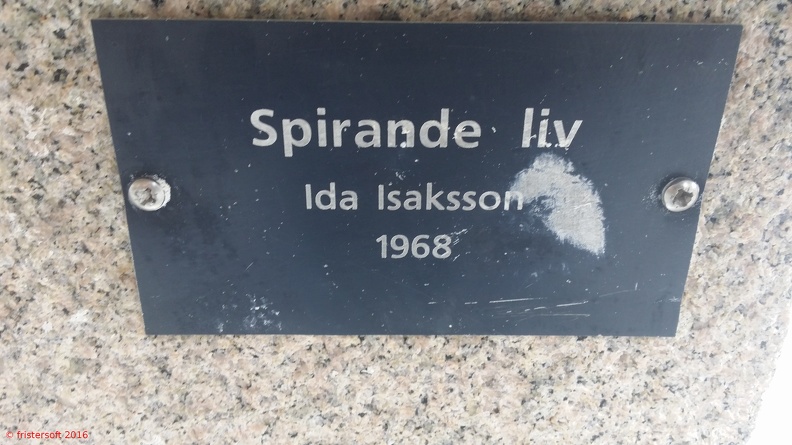 Spirande liv
Ida Isaksson
1968
© fristersoft 2016